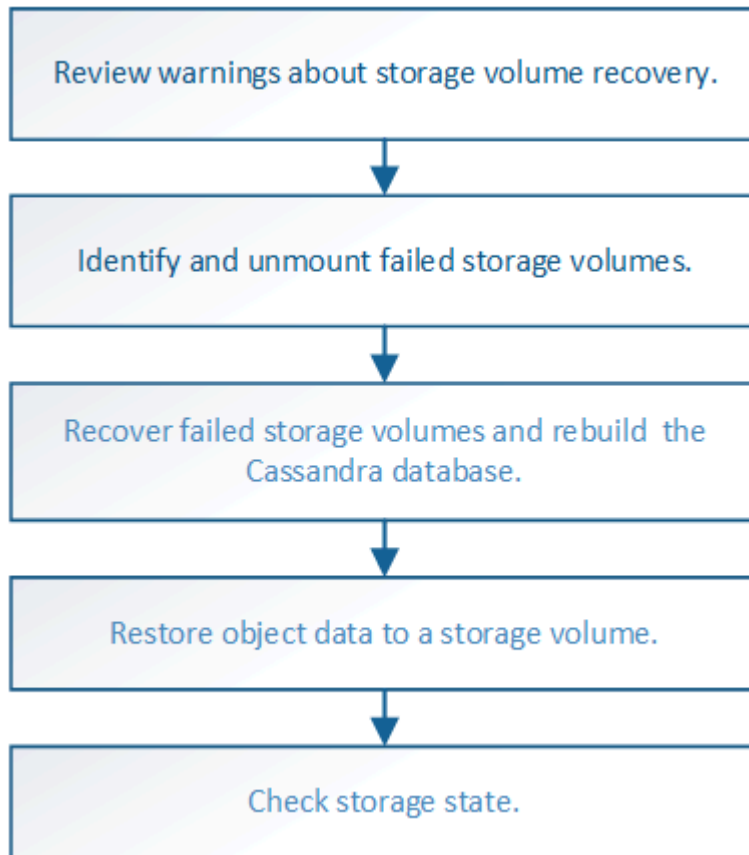 Review warnings about storage volume recovery.
Identify and unmount failed storage volumes.
Recover failed storage volumes and rebuild the
Cassandra database.
Restore object data to a storage volume.
Check storage state.